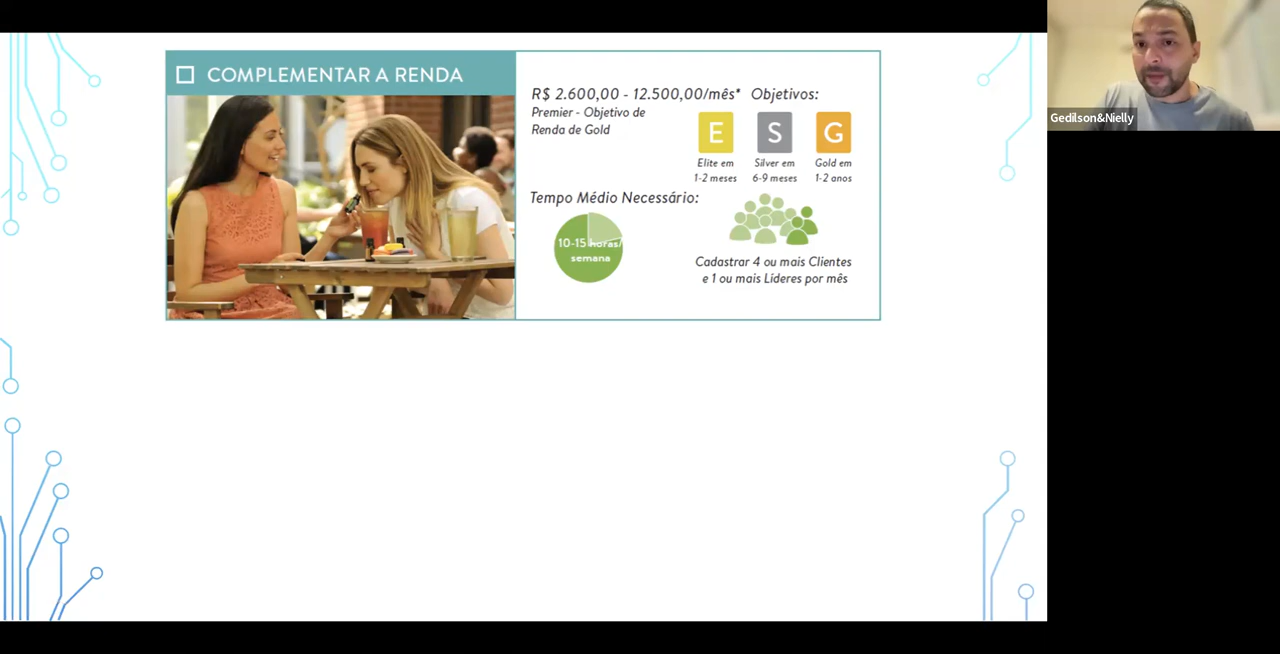 COMPLEMENTAR A RENDA
R$ 2.600,00 - 12.500,00/mês*
Premier - Objetivo de
Renda de Gold
Objetivos:
E
S
G
Elite em
1-2 meses
Silver em
6-9 meses
Gold em
1-2 anos
Tempo Médio Necessário:
10-15 horas/
semana
Cadastrar 4 ou mais Clientes
e 1 ou mais Líderes por mês
Gedilson&Nielly